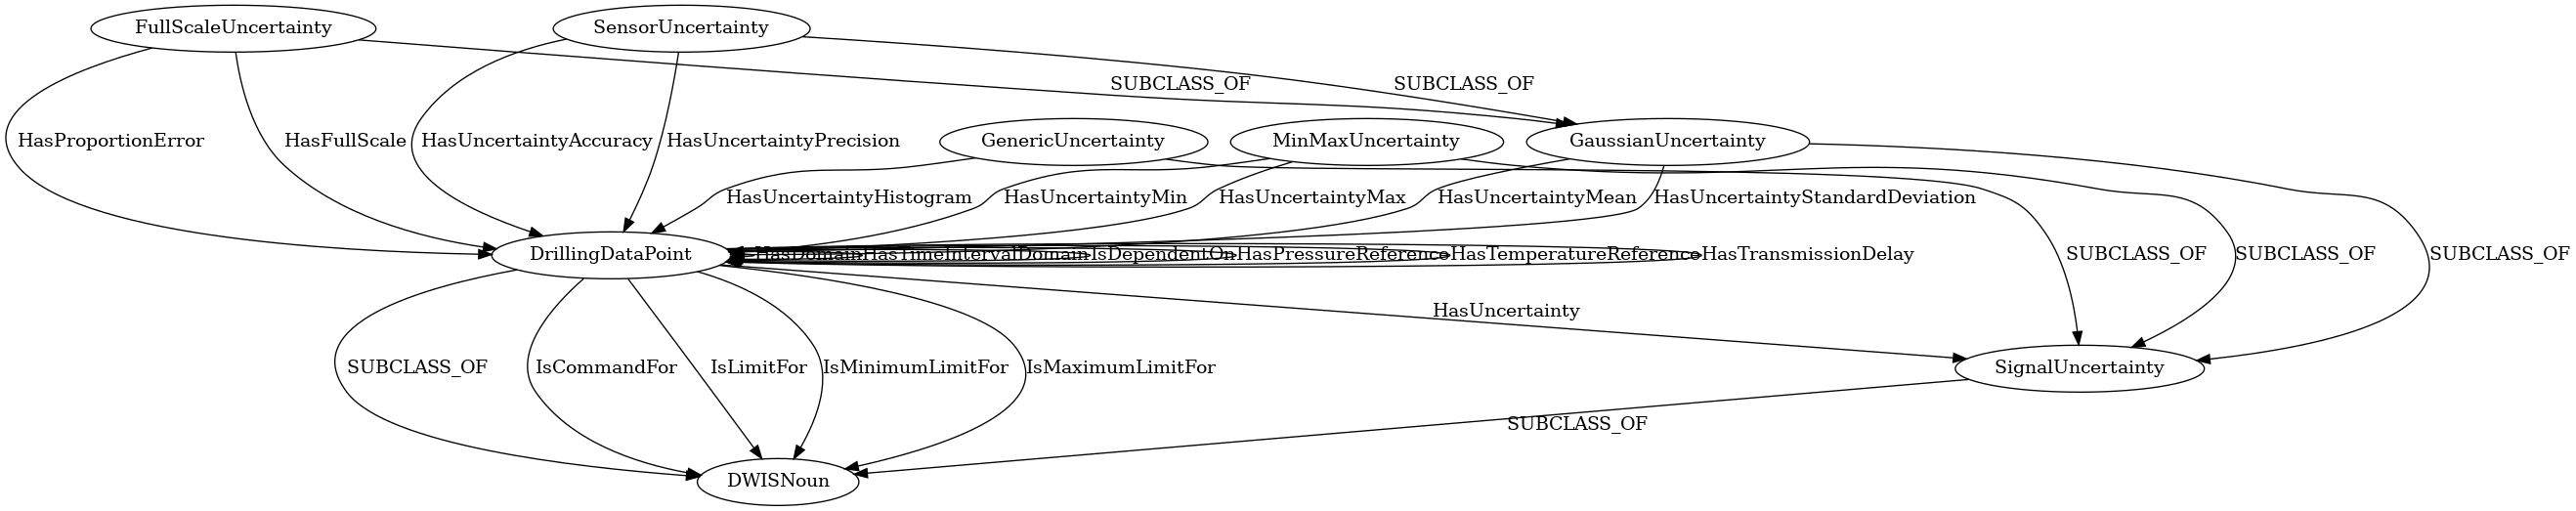 FullScaleUncertainty
SensorUncertainty
SUBCLASS_OF
SUBCLASS_OF
HasProportionError
HasFullScale
HasUncertaintyAccuracy
HasUncertaintyPrecision
GenericUncertainty
MinMaxUncertainty
GaussianUncertainty
HasUncertaintyHistogram
HasUncertaintyMin
HasUncertaintyMax
HasUncertaintyMean
HasUncertaintyStandardDeviation
DrillingDataPoint
HasDomain
HasTimeIntervalDomain
IsDependentOn
HasPressureReference
HasTemperatureReference
HasTransmissionDelay
SUBCLASS_OF
SUBCLASS_OF
SUBCLASS_OF
HasUncertainty
SUBCLASS_OF
IsCommandFor
IsLimitFor
IsMinimumLimitFor
IsMaximumLimitFor
SignalUncertainty
SUBCLASS_OF
DWISNoun